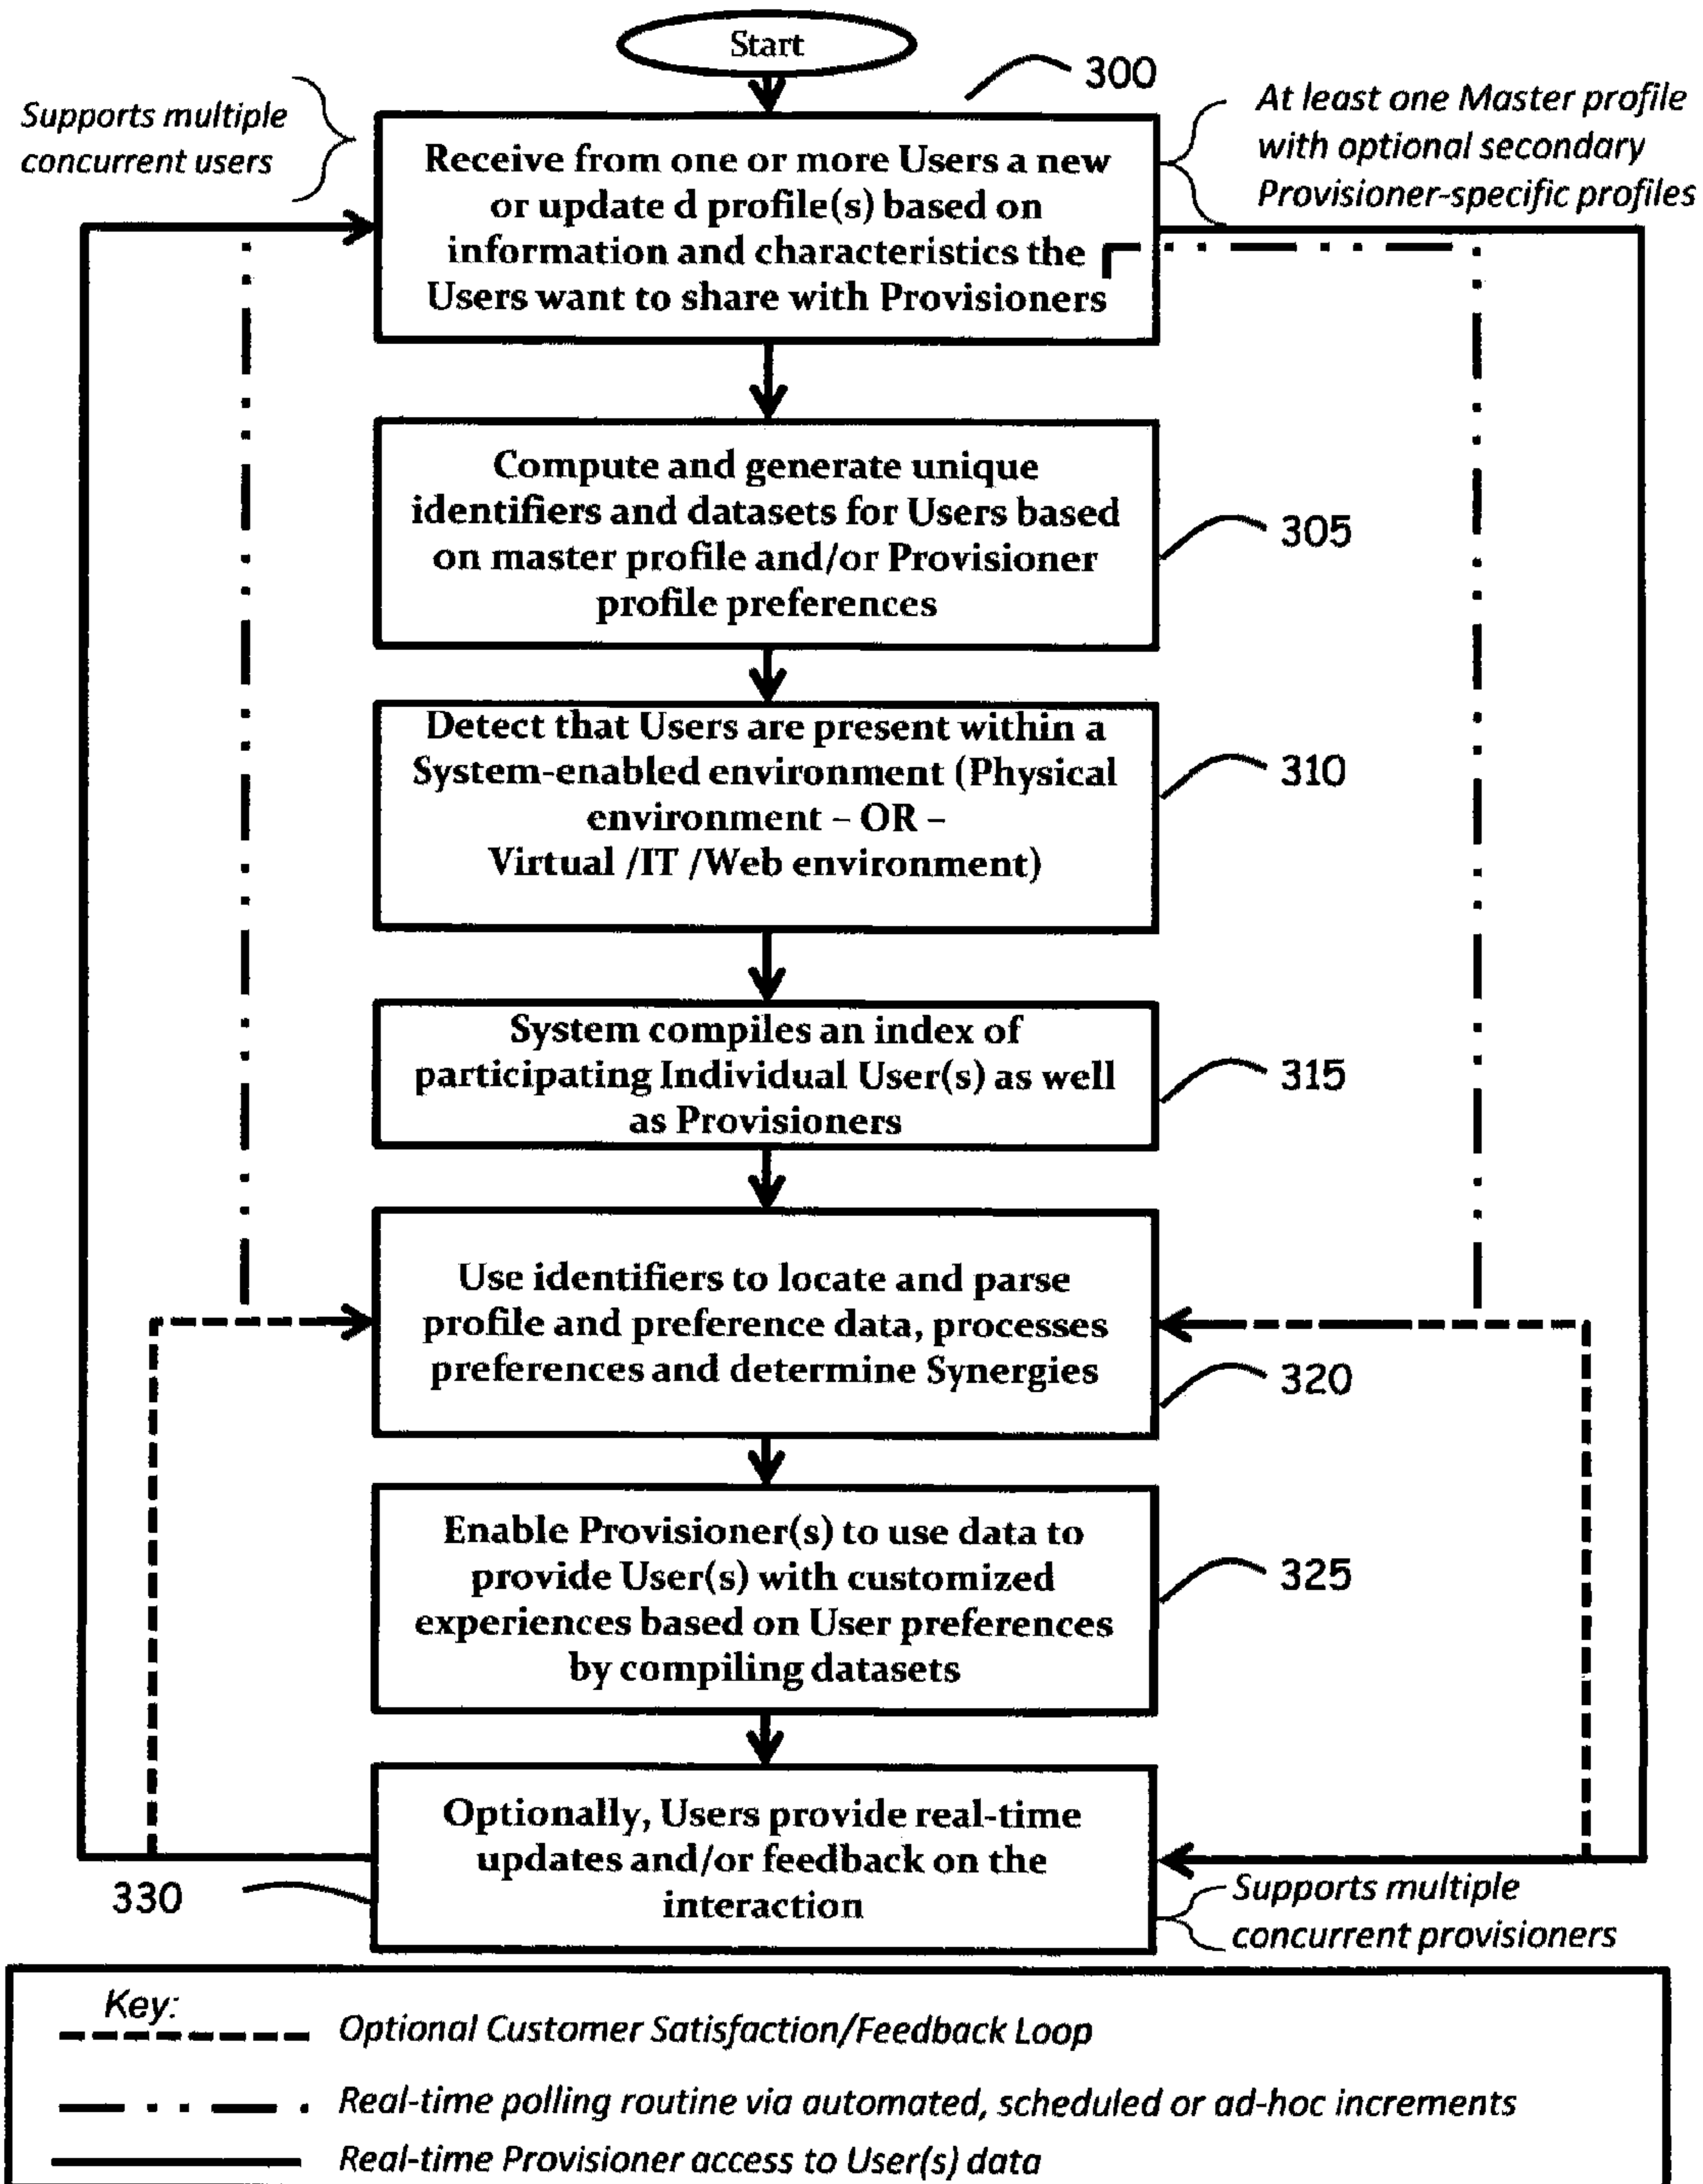 Start
300
Supports multiple
concurrent users
At least one Master profile
with optional secondary
Provisioner-specific profiles
Receive from one or more Users a new
or update d profile(s) based on
information and characteristics the
Users want to share with Provisioners
Compute and generate unique
identifiers and datasets for Users based
on master profile and/or Provisioner
profile preferences
305
Detect that Users are present within a
System-enabled environment (Physical
environment – OR –
Virtual /IT /Web environment)
310
System compiles an index of
participating Individual User(s) as well
as Provisioners
315
Use identifiers to locate and parse
profile and preference data, processes
preferences and determine Synergies
320
Enable Provisioner(s) to use data to
provide User(s) with customized
experiences based on User preferences
by compiling datasets
325
Optionally, Users provide real-time
updates and/or feedback on the
interaction
330
Supports multiple
concurrent provisioners
Key:
Optional Customer Satisfaction/Feedback Loop
Real-time polling routine via automated, scheduled or ad-hoc increments
Real-time Provisioner access to User(s) data